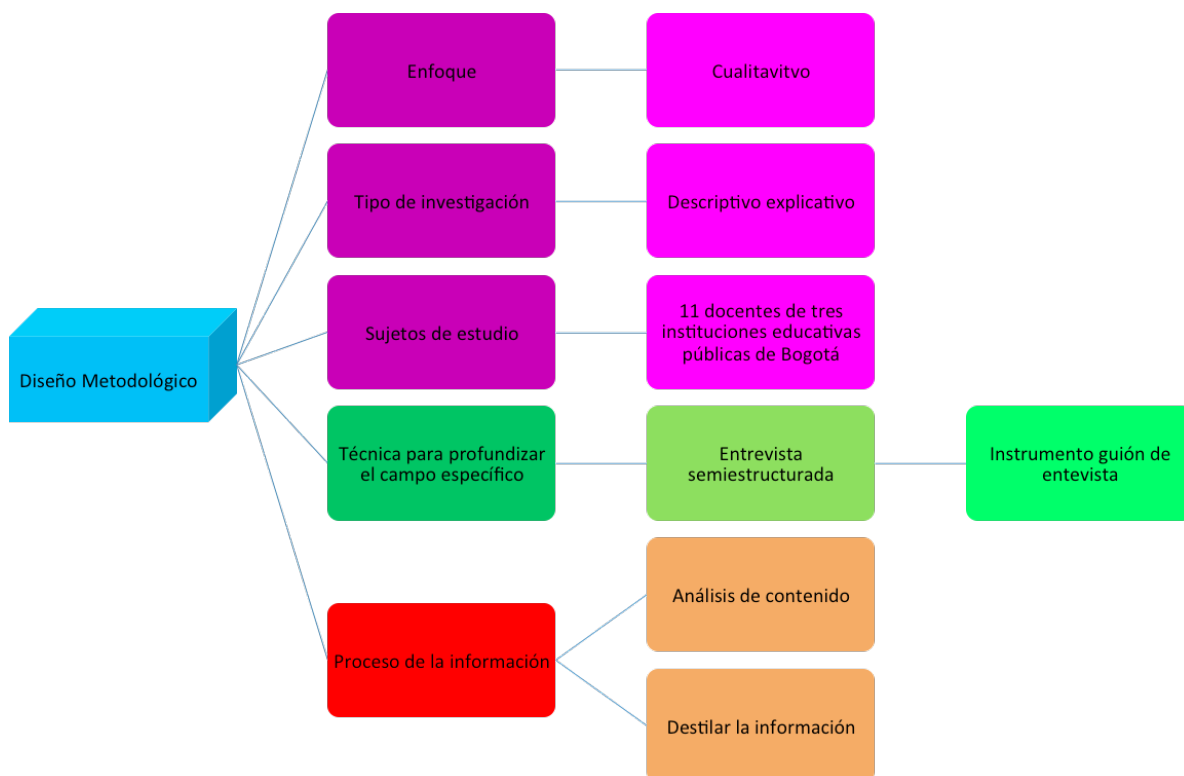 Enfoque
Cualitavitvo
Tipo de investigación
Descriptivo explicativo
Sujetos de estudio
11 docentes de tres
instituciones educativas
públicas de Bogotá
Diseño Metodológico
Técnica para profundizar
el campo específico
Entrevista
semiestructurada
Instrumento guión de
entevista
Proceso de la información
Análisis de contenido
Destilar la información